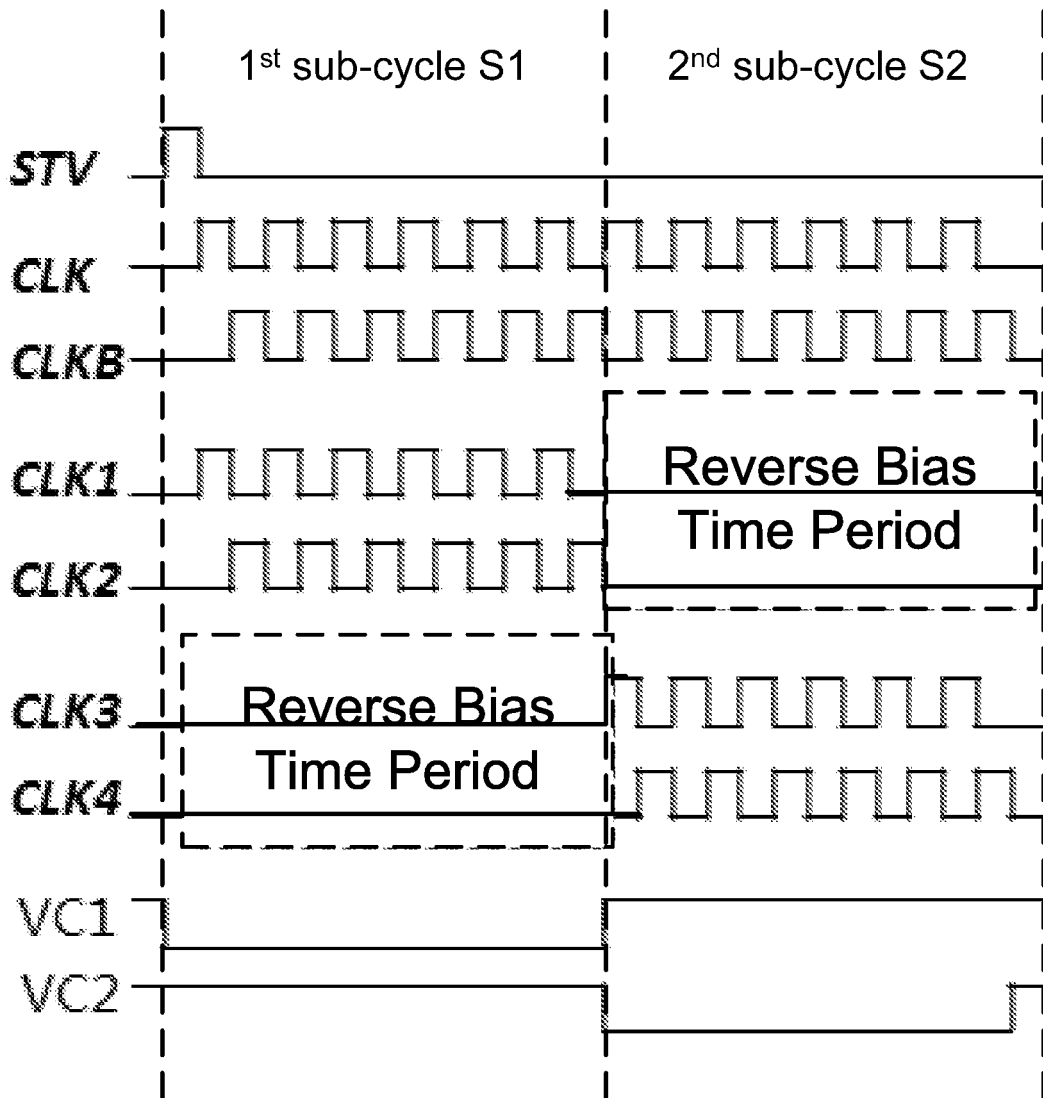 1st sub-cycle S1
2nd sub-cycle S2
STV
CLK
CLKB
CLK1
Reverse Bias
Time Period
CLK2
CLK3
Reverse Bias
Time Period
CLK4
VC1
VC2